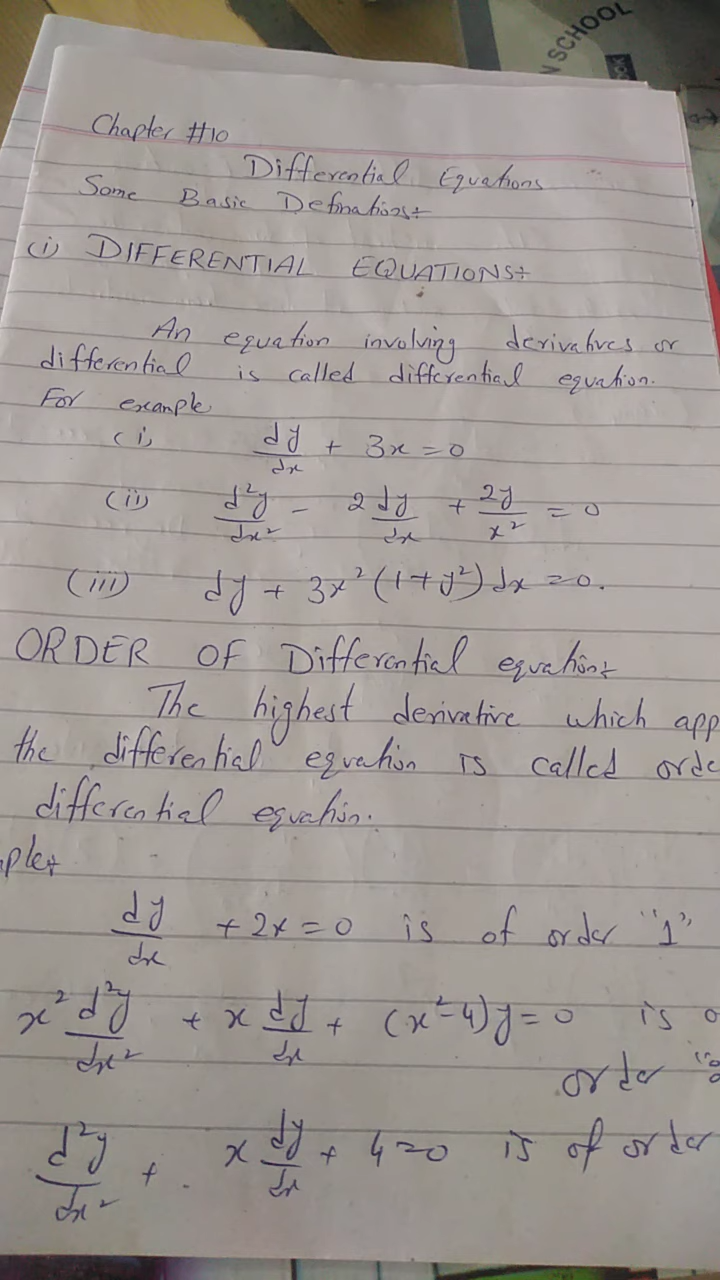 N SCHOOL
Chapter #10
Differential Equations
Some Basic Definations:-
(i) DIFFERENTIAL EQUATIONS:-
An equation involving derivatives or
differential is called differential equation.
For example
(i) dy/dx + 3x = 0
(ii) d²y/dx² - 2dy/dx + 2y/x² = 0
(iii) dy + 3x² (1+y²) dx = 0.
ORDER OF Differential equation:-
The highest derivative which app
the differential equation is called orde
differential equation.
ple:-
dy/dx + 2x = 0 is of order "1"
x² d²y/dx² + x dy/dx + (x²-4)y = 0 is o
order
d²y/dx² + x dy/dx + 4 = 0 is of order